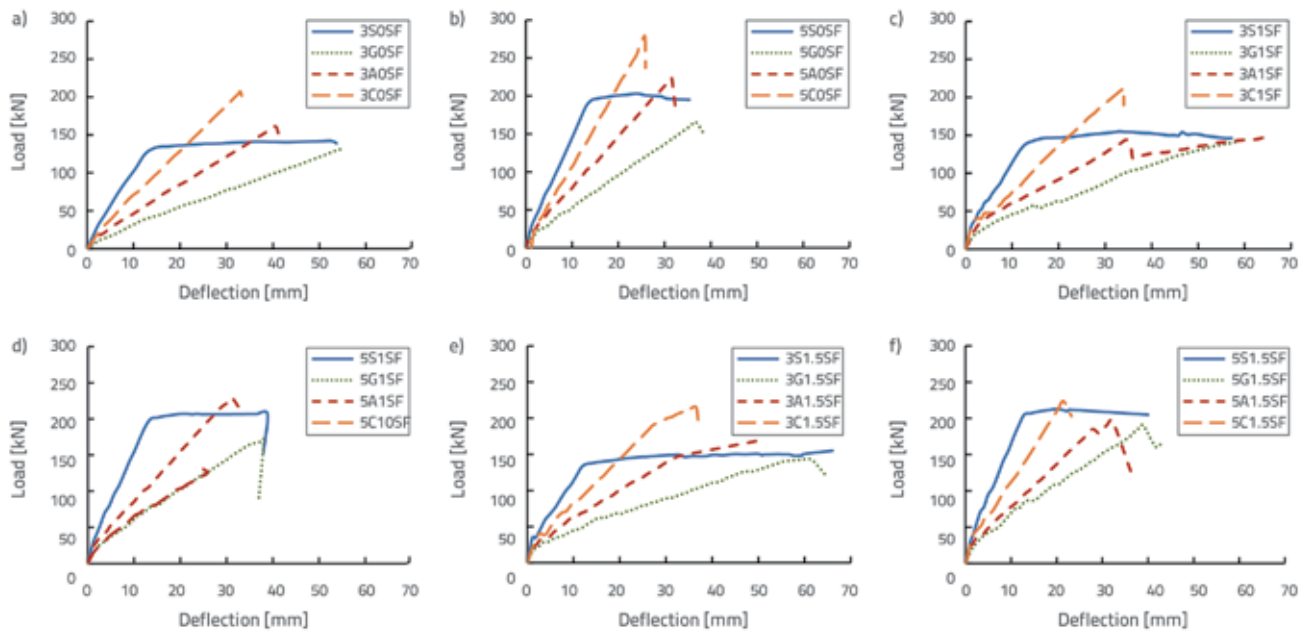 a)
300
250
200
150
100
50
0
Load [kN]
0 10 20 30 40 50 60 70
Deflection [mm]
3S0SF
3G0SF
3A0SF
3C0SF
b)
300
250
200
150
100
50
0
Load [kN]
0 10 20 30 40 50 60 70
Deflection [mm]
5S0SF
5G0SF
5A0SF
5C0SF
c)
300
250
200
150
100
50
0
Load [kN]
0 10 20 30 40 50 60 70
Deflection [mm]
3S1SF
3G1SF
3A1SF
3C1SF
d)
300
250
200
150
100
50
0
Load [kN]
0 10 20 30 40 50 60 70
Deflection [mm]
5S1SF
5G1SF
5A1SF
5C10SF
e)
300
250
200
150
100
50
0
Load [kN]
0 10 20 30 40 50 60 70
Deflection [mm]
3S1.5SF
3G1.5SF
3A1.5SF
3C1.5SF
f)
300
250
200
150
100
50
0
Load [kN]
0 10 20 30 40 50 60 70
Deflection [mm]
5S1.5SF
5G1.5SF
5A1.5SF
5C1.5SF